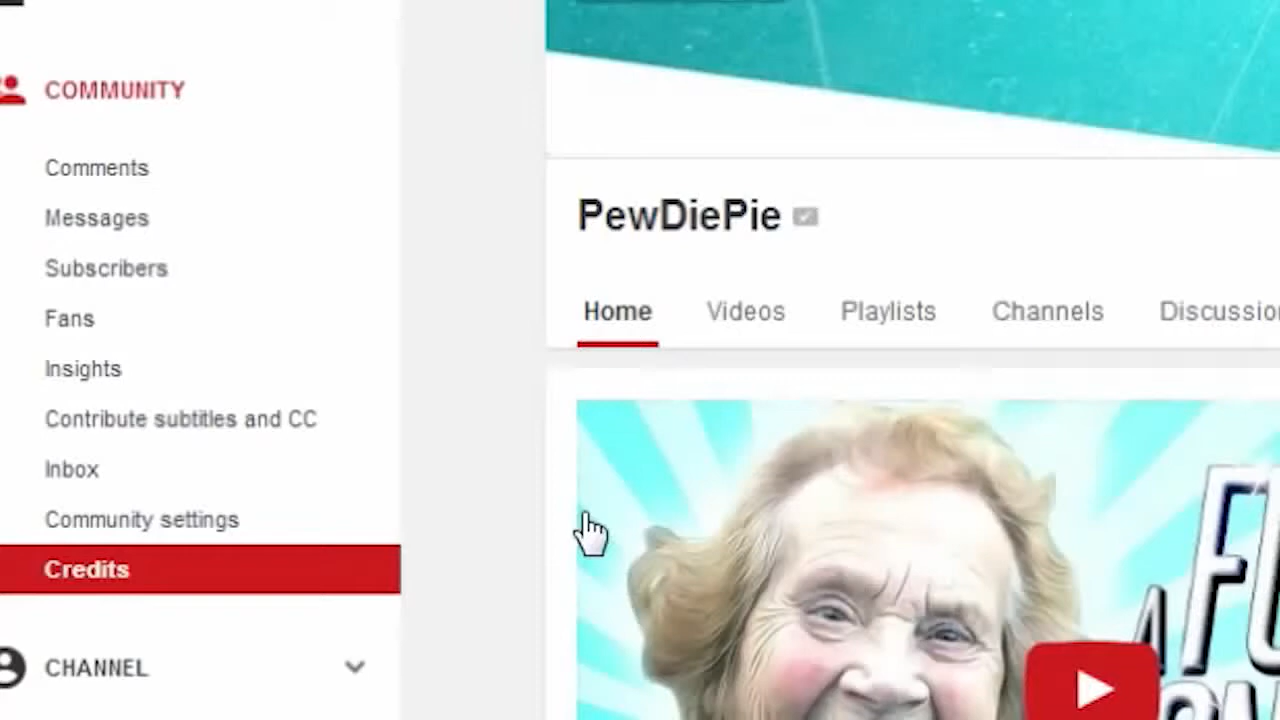 COMMUNITY
Comments
Messages
Subscribers
Fans
Insights
Contribute subtitles and CC
Inbox
Community settings
Credits
CHANNEL
PewDiePie
Home Videos Playlists Channels Discussion
A